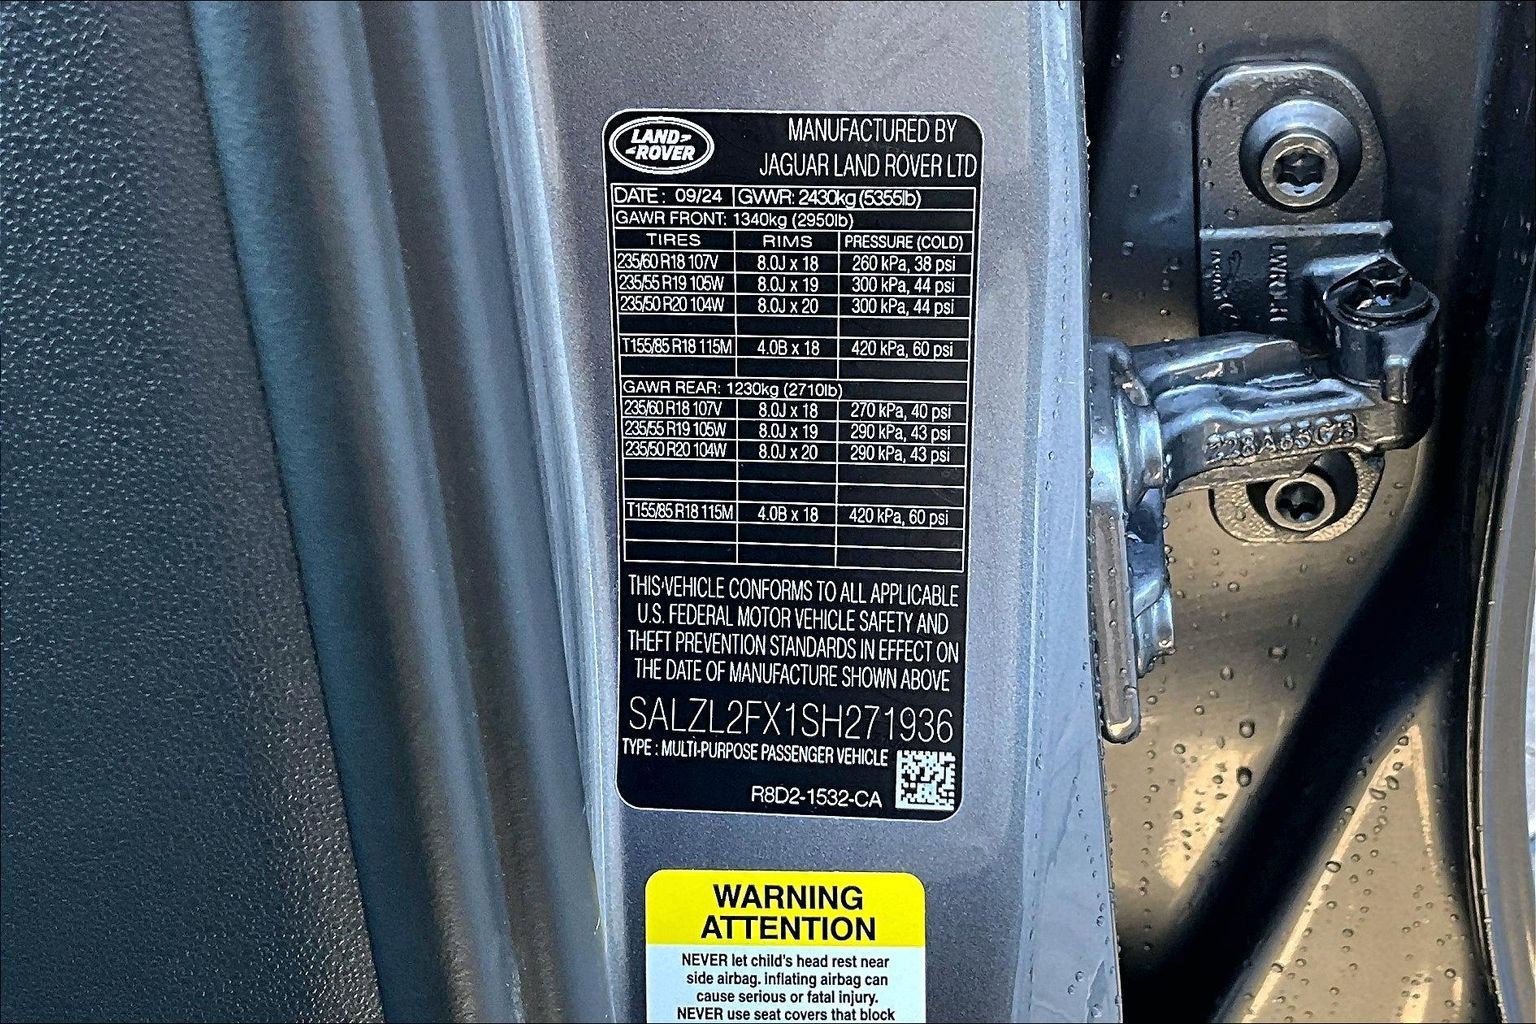 LAND ROVER
MANUFACTURED BY
JAGUAR LAND ROVER LTD
DATE: 09/24 GVWR: 2430kg (5355lb)
GAWR FRONT: 1340kg (2950lb)
TIRES RIMS PRESSURE (COLD)
235/60 R18 107V 8.0J x 18 260 kPa, 38 psi
235/55 R19 105W 8.0J x 19 300 kPa, 44 psi
235/50 R20 104W 8.0J x 20 300 kPa, 44 psi
T155/85 R18 115M 4.0B x 18 420 kPa, 60 psi
GAWR REAR: 1230kg (2710lb)
235/60 R18 107V 8.0J x 18 270 kPa, 40 psi
235/55 R19 105W 8.0J x 19 290 kPa, 43 psi
235/50 R20 104W 8.0J x 20 290 kPa, 43 psi
T155/85 R18 115M 4.0B x 18 420 kPa, 60 psi
THIS VEHICLE CONFORMS TO ALL APPLICABLE
U.S. FEDERAL MOTOR VEHICLE SAFETY AND
THEFT PREVENTION STANDARDS IN EFFECT ON
THE DATE OF MANUFACTURE SHOWN ABOVE
SALZL2FX1SH271936
TYPE : MULTI-PURPOSE PASSENGER VEHICLE
R8D2-1532-CA
WARNING
ATTENTION
NEVER let child's head rest near
side airbag. inflating airbag can
cause serious or fatal injury.
NEVER use seat covers that block